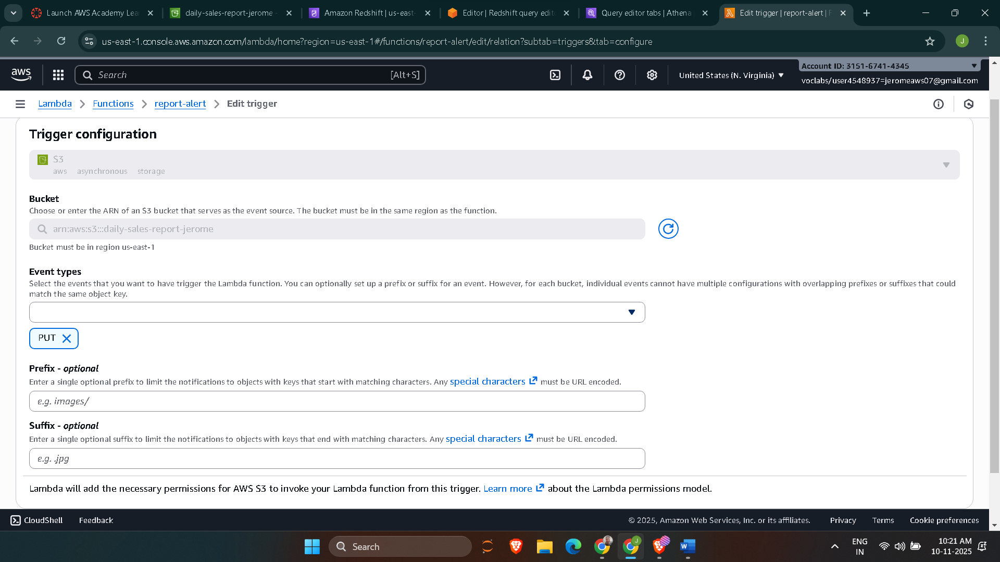 Launch AWS Academy Lea
daily-sales-report-jerome -
Amazon Redshift | us-east-
Editor | Redshift query edit
Query editor tabs | Athena
Edit trigger | report-alert | F
us-east-1.console.aws.amazon.com/lambda/home?region=us-east-1#/functions/report-alert/edit/relation?subtab=triggers&tab=configure
J
aws
Search
[Alt+S]
United States (N. Virginia)
Account ID: 3151-6741-4345
voclabs/user4548937=jeromeaws07@gmail.com
Lambda
Functions
report-alert
Edit trigger
Trigger configuration
S3
aws asynchronous storage
Bucket
Choose or enter the ARN of an S3 bucket that serves as the event source. The bucket must be in the same region as the function.
arn:aws:s3:::daily-sales-report-jerome
Bucket must be in region us-east-1
Event types
Select the events that you want to have trigger the Lambda function. You can optionally set up a prefix or suffix for an event. However, for each bucket, individual events cannot have multiple configurations with overlapping prefixes or suffixes that could
match the same object key.
PUT
Prefix - optional
Enter a single optional prefix to limit the notifications to objects with keys that start with matching characters. Any special characters must be URL encoded.
e.g. images/
Suffix - optional
Enter a single optional suffix to limit the notifications to objects with keys that end with matching characters. Any special characters must be URL encoded.
e.g. .jpg
Lambda will add the necessary permissions for AWS S3 to invoke your Lambda function from this trigger. Learn more about the Lambda permissions model.
CloudShell
Feedback
© 2025, Amazon Web Services, Inc. or its affiliates.
Privacy
Terms
Cookie preferences
Search
J
W
ENG
IN
10:21 AM
10-11-2025